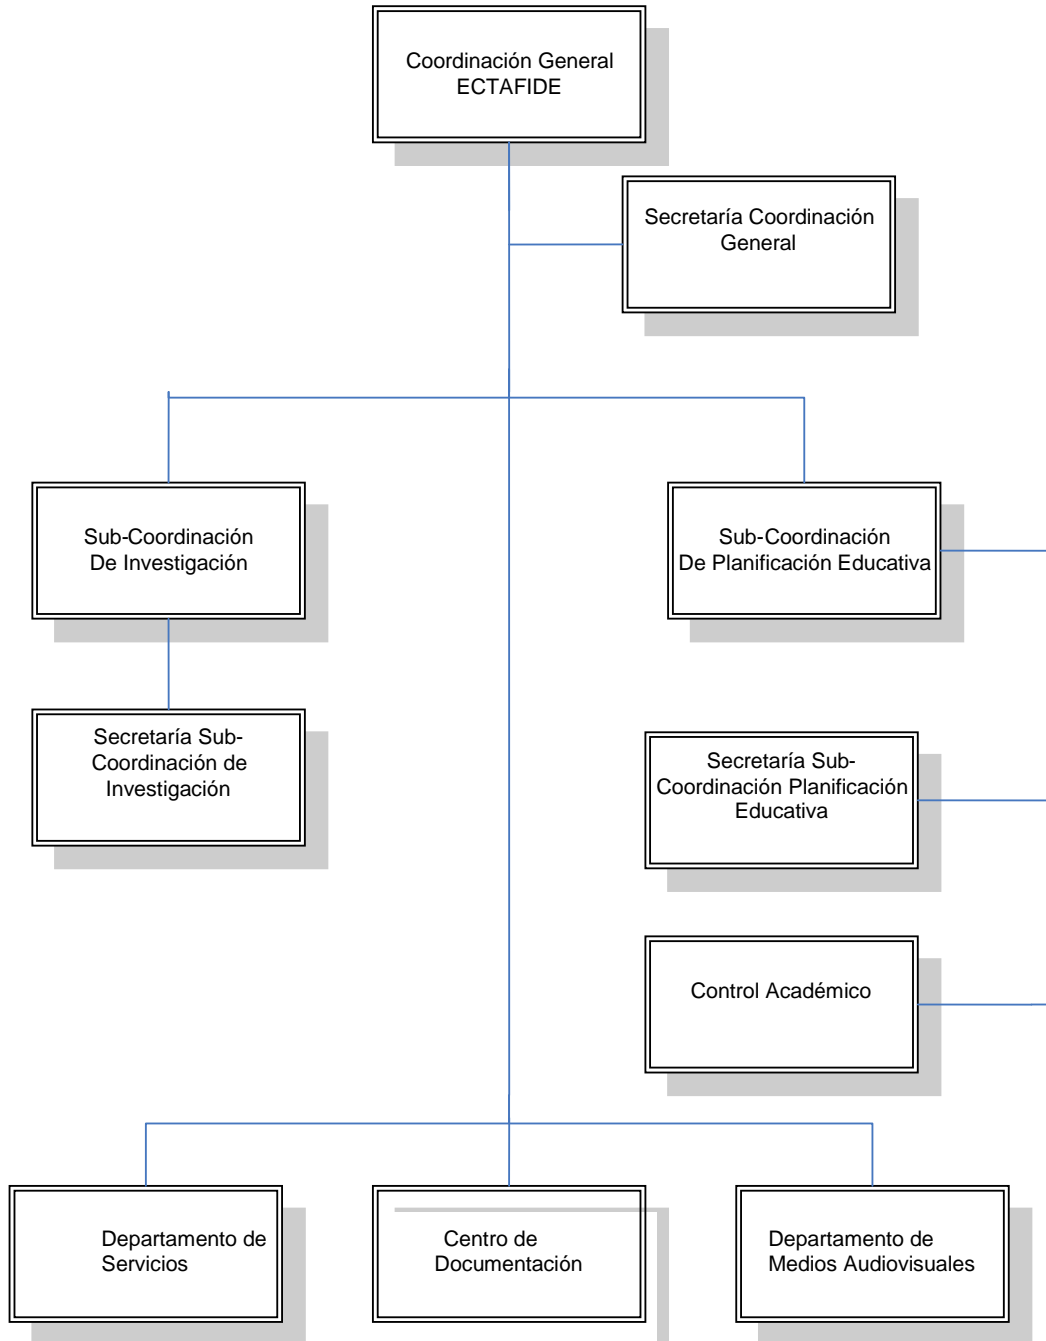 Coordinación General
ECTAFIDE
Secretaría Coordinación
General
Sub-Coordinación
De Investigación
Sub-Coordinación
De Planificación Educativa
Secretaría Sub-
Coordinación de
Investigación
Secretaría Sub-
Coordinación Planificación
Educativa
Control Académico
Departamento de
Servicios
Centro de
Documentación
Departamento de
Medios Audiovisuales